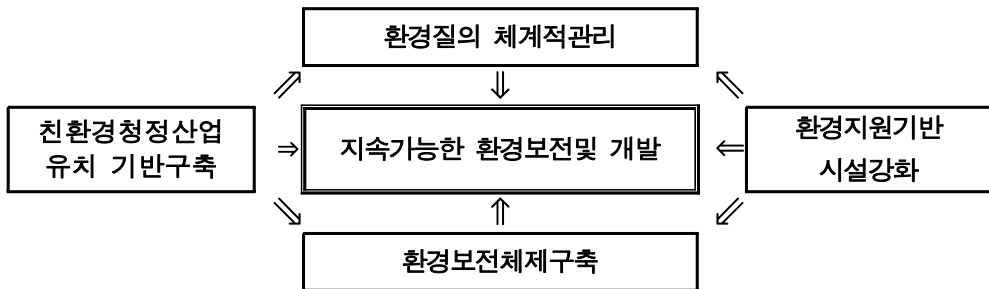 환경질의 체계적관리
⇗ ⇓ ⇖
친환경청정산업
유치 기반구축
⇒
지속가능한 환경보전및 개발
⇐
환경지원기반
시설강화
⇘ ⇑ ⇙
환경보전체제구축